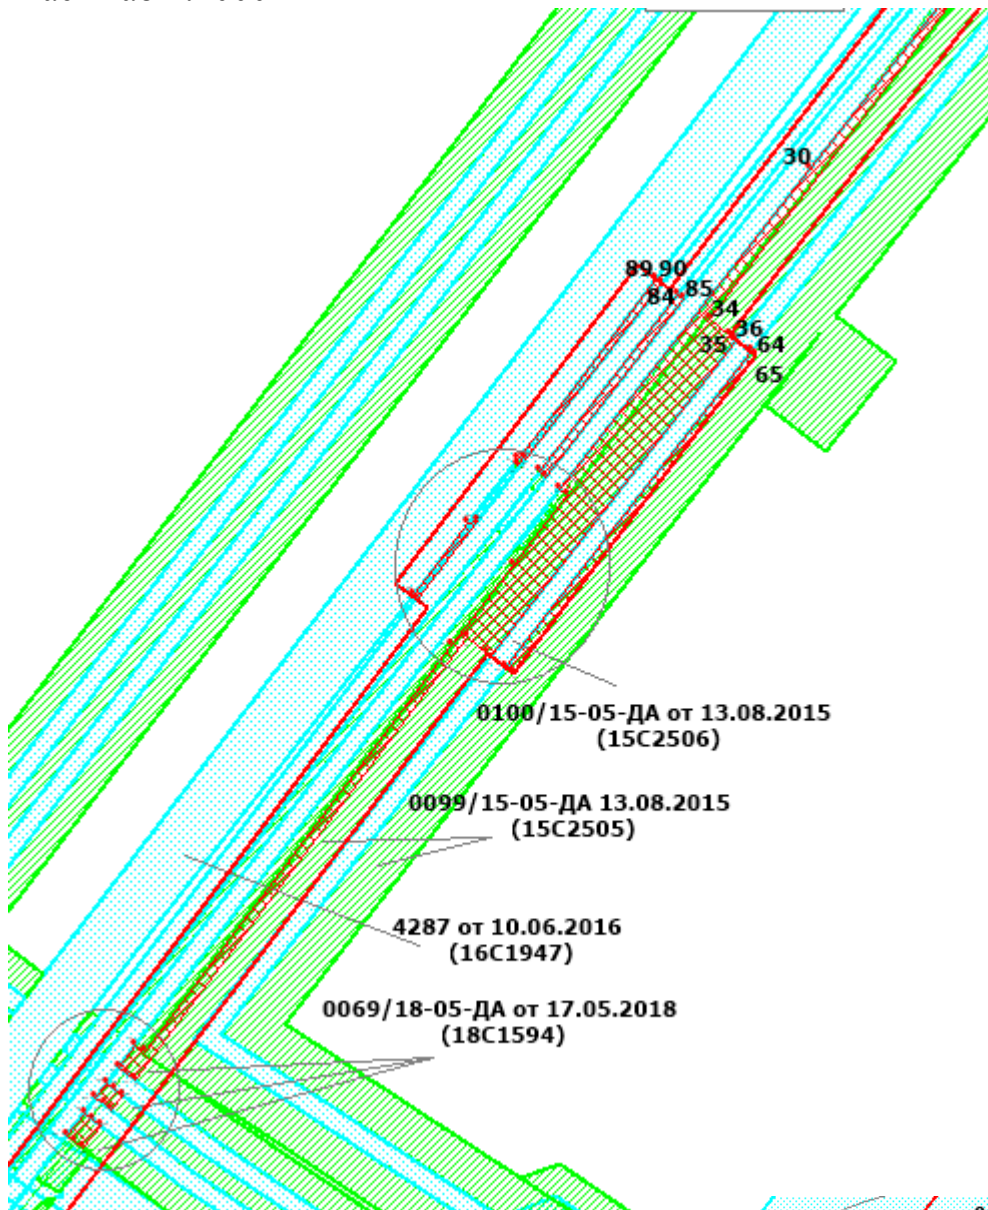 30
89 90
84 85
34
36
35 64
65
0100/15-05-ДА от 13.08.2015
(15С2506)
0099/15-05-ДА 13.08.2015
(15С2505)
4287 от 10.06.2016
(16С1947)
0069/18-05-ДА от 17.05.2018
(18С1594)